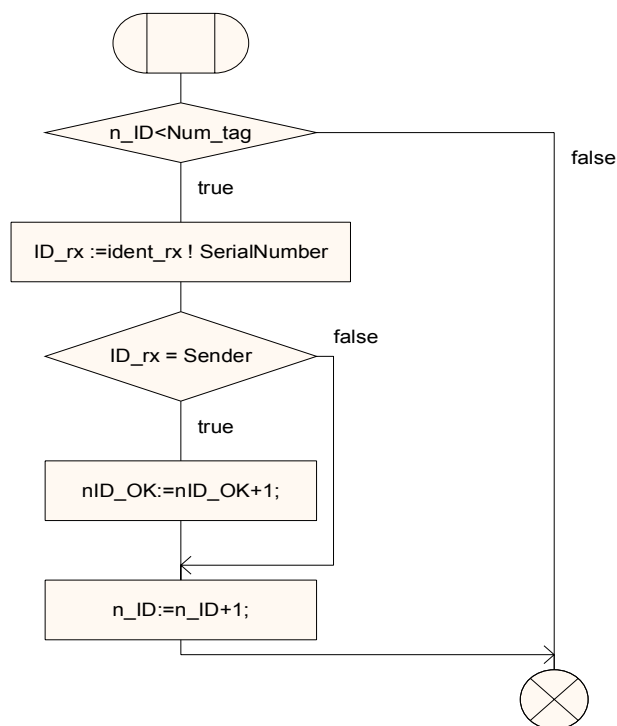 n_ID<Num_tag
false
true
ID_rx :=ident_rx ! SerialNumber
false
ID_rx = Sender
true
nID_OK:=nID_OK+1;
n_ID:=n_ID+1;